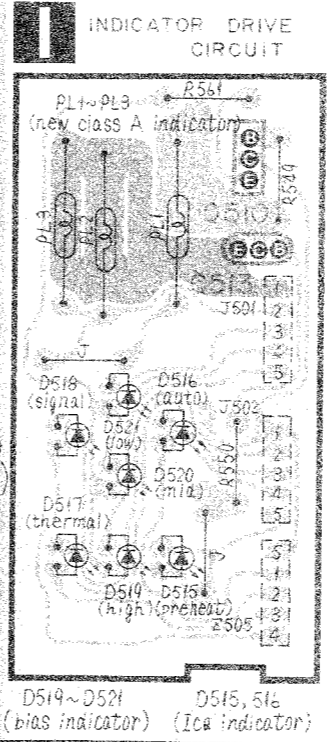 I
INDICATOR DRIVE
CIRCUIT
PL1~PL3
(new class A indicator)
R561
B
C
E
R549
PL3
PL2
PL1
Q510
E C B
Q513
J501
1
2
3
4
5
J
D518
(signal)
D516
(auto)
D521
(low)
J502
R550
1
2
3
4
5
D520
(mid)
D517
(thermal)
J
5
1
2
3
4
D519
(high)
D515
(preheat)
E505
D519~D521
(bias indicator)
D515, 516
(Ica indicator)